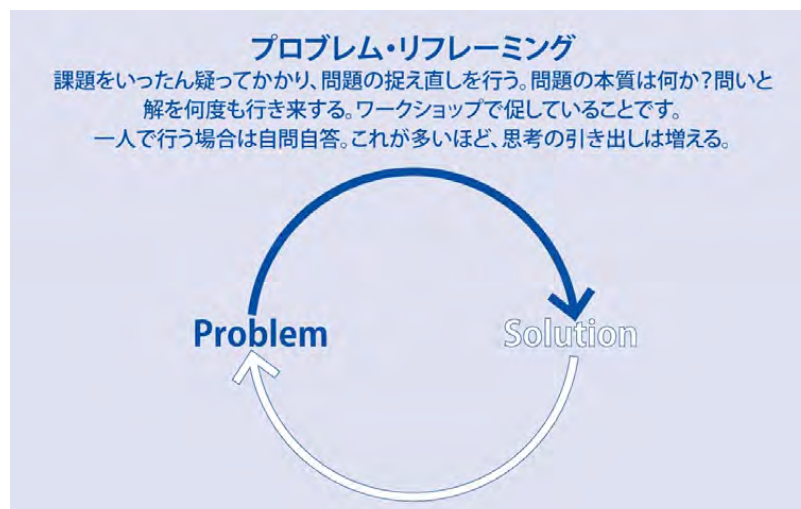 プロブレム・リフレーミング
課題をいったん疑ってかかり、問題の捉え直しを行う。問題の本質は何か?問いと
解を何度も行き来する。ワークショップで促していることです。
一人で行う場合は自問自答。これが多いほど、思考の引き出しは増える。
Problem
Solution